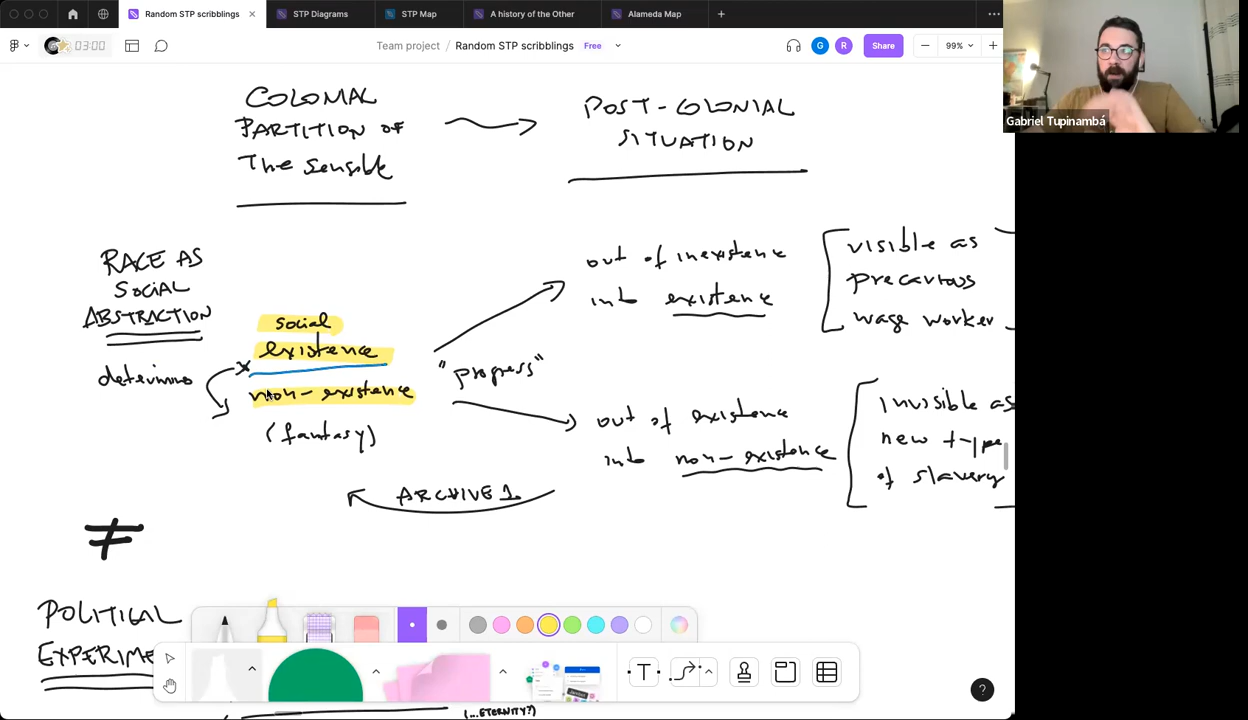 Random STP scribblings
STP Diagrams
STP Map
A history of the Other
Alameda Map
03:00
Team project / Random STP scribblings Free
G
R
Share
99%
Gabriel Tupinambá
COLONIAL
PARTITION OF
The sensible
POST-COLONIAL
SITUATION
RACE AS
SOCIAL
ABSTRACTION
determines
social
existence
non-existence
(fantasy)
"progress"
out of inexistence
into existence
visible as
precarious
wage worker
out of existence
into non-existence
invisible as
new type
of slavery
ARCHIVE 1
≠
POLITICAL
EXPERIME
T
?
(...ETERNITY?)